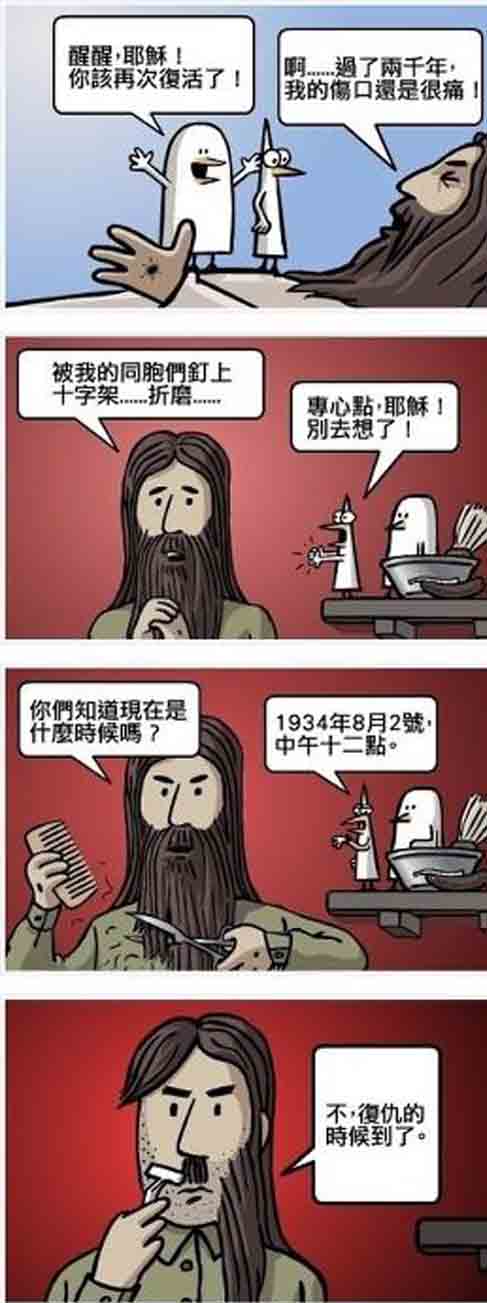 醒醒，耶穌！
你該再次復活了！
啊……過了兩千年，
我的傷口還是很痛！
被我的同胞們釘上
十字架……折磨……
專心點，耶穌！
別去想了！
你們知道現在是
什麼時候嗎？
1934年8月2號，
中午十二點。
不，復仇的
時候到了。